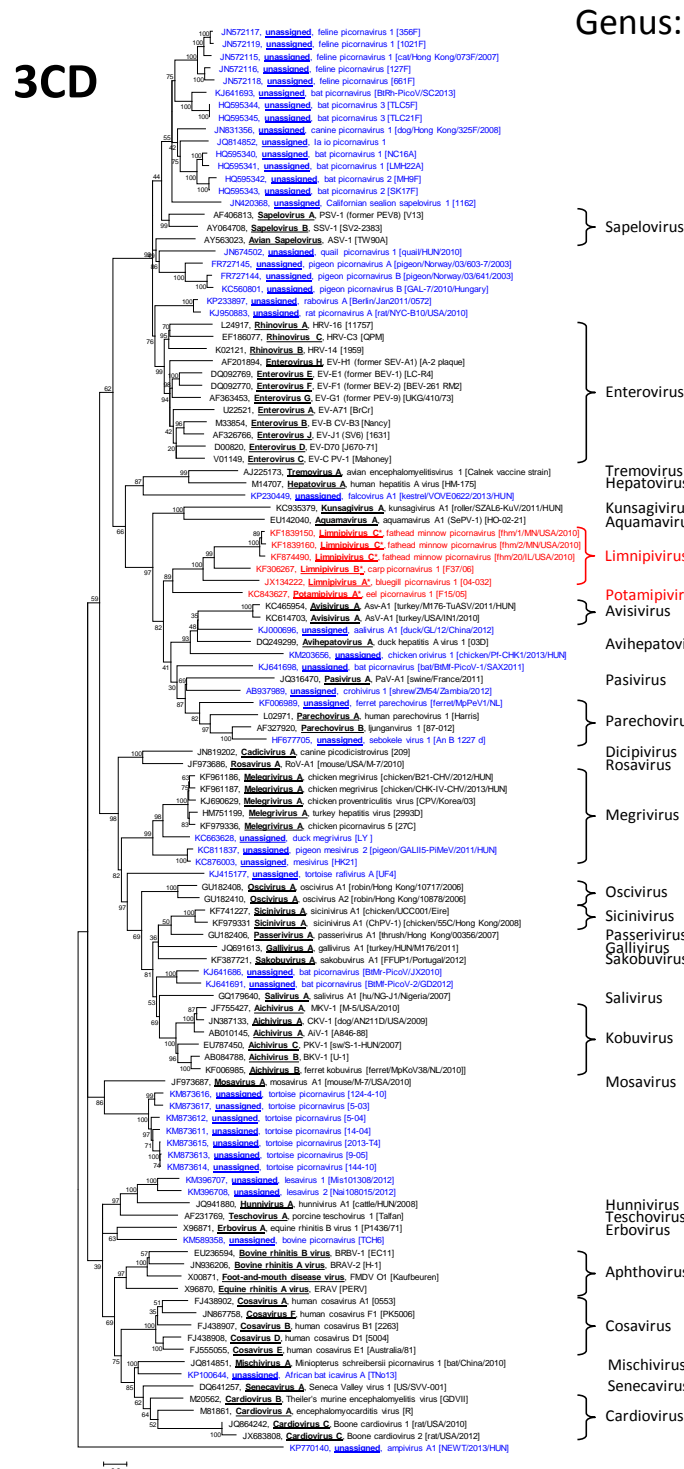 Genus:
3CD
JN572117, unassigned, feline picornavirus 1 [356F]
JN572119, unassigned, feline picornavirus 1 [1021F]
JN572115, unassigned, feline picornavirus 1 [cat/Hong Kong/073F/2007]
JN572116, unassigned, feline picornavirus [127F]
JN572118, unassigned, feline picornavirus [661F]
KJ641693, unassigned, bat picornavirus [BtRh-PicoV/SC2013]
HQ595344, unassigned, bat picornavirus 3 [TLC5F]
HQ595345, unassigned, bat picornavirus 3 [TLC21F]
JN831356, unassigned, canine picornavirus [dog/Hong Kong/325F/2008]
JQ814852, unassigned, Ia io picornavirus 1
HQ595340, unassigned, bat picornavirus 1 [NC16A]
HQ595341, unassigned, bat picornavirus 1 [LMH22A]
HQ595342, unassigned, bat picornavirus 2 [MH9F]
HQ595343, unassigned, bat picornavirus 2 [SK17F]
JN420368, unassigned, Californian sealion sapelovirus 1 [1162]
AF406813, Sapelovirus A, PSV-1 (former PEV8) [V13]
AY064708, Sapelovirus B, SSV-1 [SV2-2383]
Sapelovirus
AY563023, Avian Sapelovirus, ASV-1 [TW90A]
JN674502, unassigned, quail picornavirus [quail/HUN/2010]
FR727145, unassigned, pigeon picornavirus A [pigeon/Norway/03/603-7/2003]
FR727144, unassigned, pigeon picornavirus B [pigeon/Norway/03/641/2003]
KC560801, unassigned, pigeon picornavirus B [GAL-7/2010/Hungary]
KP233897, unassigned, rabovirus A [Berlin/Jan2011/0572]
KJ950883, unassigned, rat picornavirus [rat/NYC-B10/USA/2010]
L24917, Rhinovirus A, HRV-16 [11757]
EF186077, Rhinovirus C, HRV-C3 [QPM]
K02121, Rhinovirus B, HRV-14 [1959]
AF201894, Enterovirus H, EV-H1 (former SEV-A1) [A-2 plaque]
DQ092769, Enterovirus E, EV-E1 (former BEV-1) [LC-R4]
DQ092770, Enterovirus F, EV-F1 (former BEV-2) [BEV-261 RM2]
Enterovirus
AF363453, Enterovirus G, EV-G1 (former PEV-9) [UKG/410/73]
U22521, Enterovirus A, EV-A71 [BrCr]
M33854, Enterovirus B, EV-B CV-B3 [Nancy]
AF326766, Enterovirus J, EV-J1 (SV6) [1631]
D00820, Enterovirus D, EV-D70 [J670-71]
V01149, Enterovirus C, EV-C PV-1 [Mahoney]
AJ225173, Tremovirus A, avian encephalomyelitisvirus 1 [Calnek vaccine strain]
Tremovirus
M14707, Hepatovirus A, human hepatitis A virus [HM-175]
Hepatovirus
KP230449, unassigned, falcovirus A1 [kestrel/VOVE0622/2013/HUN]
KC935379, Kunsagivirus A, kunsagivirus A1 [roller/SZAL6-KuV/2011/HUN]
Kunsagivirus
EU142040, Aquamavirus A, aquamavirus A1 (SePV-1) [HO-02-21]
Aquamavirus
KF1839150, Limnipivirus C*, fathead minnow picornavirus [fhm/1/MN/USA/2010]
KF1839160, Limnipivirus C*, fathead minnow picornavirus [fhm/2/MN/USA/2010]
KF874490, Limnipivirus C*, fathead minnow picornavirus [fhm/20/IL/USA/2010]
Limnipivirus
KF306267, Limnipivirus B*, carp picornavirus 1 [F37/06]
JX134222, Limnipivirus A*, bluegill picornavirus 1 [04-032]
KC843627, Potamipivirus A*, eel picornavirus 1 [F15/05]
Potamipivir
KC465954, Avisivirus A, Asv-A1 [turkey/M176-TuASV/2011/HUN]
KC614703, Avisivirus A, AsV-A1 [turkey/USA/IN1/2010]
Avisivirus
KJ000696, unassigned, aalivirus A1 [duck/GL/12/China/2012]
DQ249299, Avihepatovirus A, duck hepatitis A virus 1 [03D]
Avihepatovi
KM203656, unassigned, chicken orivirus 1 [chicken/Pf-CHK1/2013/HUN]
KJ641698, unassigned, bat picornavirus [bat/BtMf-PicoV-1/SAX2011]
JQ316470, Pasivirus A, PaV-A1 [swine/France/2011]
Pasivirus
AB937989, unassigned, crohivirus 1 [shrew/ZM54/Zambia/2012]
KF006989, unassigned, ferret parechovirus [ferret/MpPeV1/NL]
L02971, Parechovirus A, human parechovirus 1 [Harris]
Parechovirus
AF327920, Parechovirus B, ljunganvirus 1 [87-012]
HF677705, unassigned, sebokele virus 1 [An B 1227 d]
JN819202, Cadicivirus A, canine picodicistrovirus [209]
Dicipivirus
JF973686, Rosavirus A, RoV-A1 [mouse/USA/M-7/2010]
Rosavirus
KF961186, Melegrivirus A, chicken megrivirus [chicken/B21-CHV/2012/HUN]
KF961187, Melegrivirus A, chicken megrivirus [chicken/CHK-IV-CHV/2013/HUN]
KJ690629, Melegrivirus A, chicken proventriculitis virus [CPV/Korea/03]
HM751199, Melegrivirus A, turkey hepatitis virus [2993D]
Megrivirus
KF979336, Melegrivirus A, chicken picornavirus 5 [27C]
KC663628, unassigned, duck megrivirus [LY ]
KC811837, unassigned, pigeon mesivirus 2 [pigeon/GALII5-PiMeV/2011/HUN]
KC876003, unassigned, mesivirus [HK21]
KJ415177, unassigned, tortoise rafivirus A [UF4]
GU182408, Oscivirus A, oscivirus A1 [robin/Hong Kong/10717/2006]
Oscivirus
GU182410, Oscivirus A, oscivirus A2 [robin/Hong Kong/10878/2006]
KF741227, Sicinivirus A, sicinivirus A1 [chicken/UCC001/Eire]
Sicinivirus
KF979331, Sicinivirus A, sicinivirus A1 (ChPV-1) [chicken/55C/Hong Kong/2008]
GU182406, Passerivirus A, passerivirus A1 [thrush/Hong Kong/00356/2007]
Passerivirus
JQ691613, Gallivirus A, gallivirus A1 [turkey/HUN/M176/2011]
Gallivirus
KF387721, Sakobuvirus A, sakobuvirus A1 [FFUP1/Portugal/2012]
Sakobuvirus
KJ641686, unassigned, bat picornavirus [BtMr-PicoV/JX2010]
KJ641691, unassigned, bat picornavirus [BtMf-PicoV-2/GD2012]
GQ179640, Salivirus A, salivirus A1 [hu/NG-J1/Nigeria/2007]
Salivirus
JF755427, Aichivirus A, MKV-1 [M-5/USA/2010]
JN387133, Aichivirus A, CKV-1 [dog/AN211D/USA/2009]
AB010145, Aichivirus A, AiV-1 [A846-88]
Kobuvirus
EU787450, Aichivirus C, PKV-1 [sw/S-1-HUN/2007]
AB084788, Aichivirus B, BKV-1 [U-1]
KF006985, Aichivirus B, ferret kobuvirus [ferret/MpKoV38/NL/2010]]
JF973687, Mosavirus A, mosavirus A1 [mouse/M-7/USA/2010]
Mosavirus
KM873616, unassigned, tortoise picornavirus [124-4-10]
KM873617, unassigned, tortoise picornavirus [5-03]
KM873612, unassigned, tortoise picornavirus [5-04]
KM873611, unassigned, tortoise picornavirus [14-04]
KM873615, unassigned, tortoise picornavirus [2013-T4]
KM873613, unassigned, tortoise picornavirus [9-05]
KM873614, unassigned, tortoise picornavirus [144-10]
KM396707, unassigned, lesavirus 1 [Mis101308/2012]
KM396708, unassigned, lesavirus 2 [Nai108015/2012]
JQ941880, Hunnivirus A, hunnivirus A1 [cattle/HUN/2008]
Hunnivirus
AF231769, Teschovirus A, porcine teschovirus 1 [Talfan]
Teschovirus
X96871, Erbovirus A, equine rhinitis B virus 1 [P1436/71]
Erbovirus
KM589358, unassigned, bovine picornavirus [TCH6]
EU236594, Bovine rhinitis B virus, BRBV-1 [EC11]
JN936206, Bovine rhinitis A virus, BRAV-2 [H-1]
Aphthovirus
X00871, Foot-and-mouth disease virus, FMDV O1 [Kaufbeuren]
X96870, Equine rhinitis A virus, ERAV [PERV]
FJ438902, Cosavirus A, human cosavirus A1 [0553]
JN867758, Cosavirus F, human cosavirus F1 [PK5006]
FJ438907, Cosavirus B, human cosavirus B1 [2263]
Cosavirus
FJ438908, Cosavirus D, human cosavirus D1 [5004]
FJ555055, Cosavirus E, human cosavirus E1 [Australia/81]
JQ814851, Mischivirus A, Miniopterus schreibersii picornavirus 1 [bat/China/2010]
Mischivirus
KP100644, unassigned, African bat icavirus A [TNo13]
DQ641257, Senecavirus A, Seneca Valley virus 1 [US/SVV-001]
Senecavirus
M20562, Cardiovirus B, Theiler's murine encephalomyelitis virus [GDVII]
M81861, Cardiovirus A, encephalomyocarditis virus [R]
Cardiovirus
JQ864242, Cardiovirus C, Boone cardiovirus 1 [rat/USA/2010]
JX683808, Cardiovirus C, Boone cardiovirus 2 [rat/USA/2012]
KP770140, unassigned, ampivirus A1 [NEWT/2013/HUN]